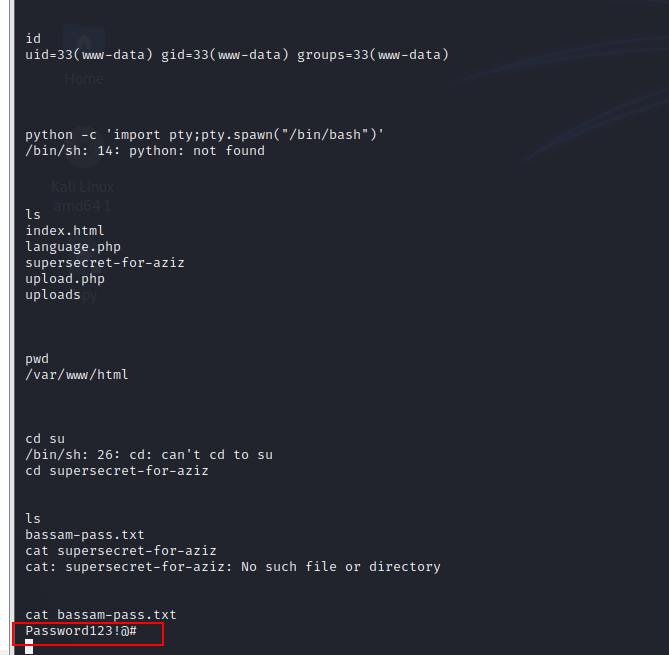 id
uid=33(www-data) gid=33(www-data) groups=33(www-data)
Home
python -c 'import pty;pty.spawn("/bin/bash")'
/bin/sh: 14: python: not found
Kali Linux
amd64 1
ls
index.html
language.php
supersecret-for-aziz
upload.php
uploads
pwd
/var/www/html
cd su
/bin/sh: 26: cd: can't cd to su
cd supersecret-for-aziz
ls
bassam-pass.txt
cat supersecret-for-aziz
cat: supersecret-for-aziz: No such file or directory
cat bassam-pass.txt
Password123!@#